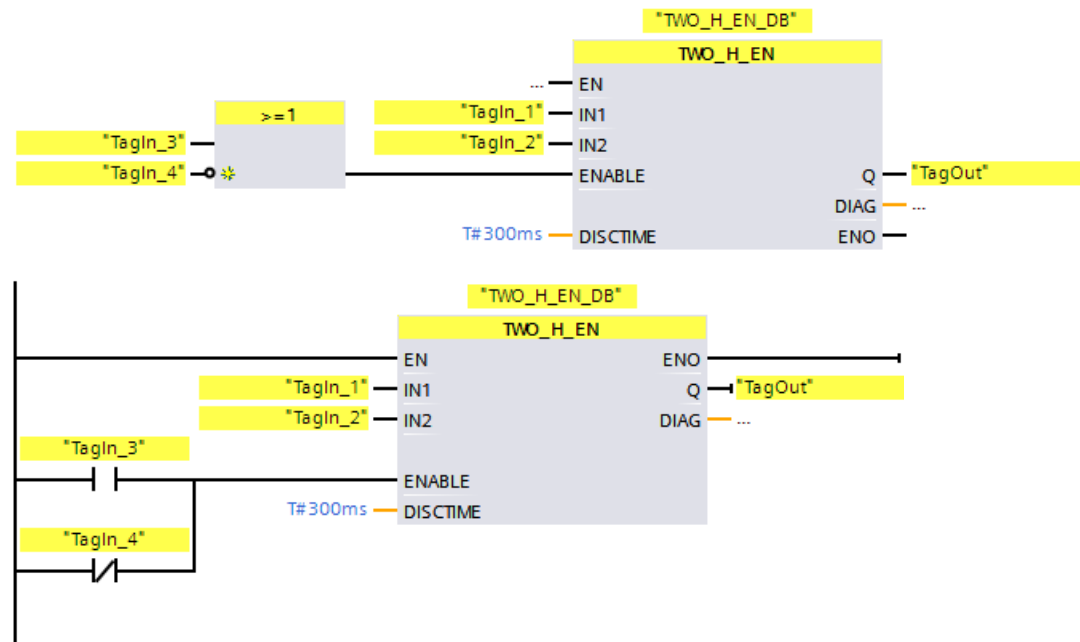 "TWO_H_EN_DB"
TWO_H_EN
... EN
>=1 "TagIn_1" IN1
"TagIn_3" "TagIn_2" IN2
"TagIn_4" ENABLE Q "TagOut"
DIAG ...
T#300ms DISCTIME ENO
"TWO_H_EN_DB"
TWO_H_EN
EN ENO
"TagIn_1" IN1 Q "TagOut"
"TagIn_2" IN2 DIAG ...
"TagIn_3"
ENABLE
T#300ms DISCTIME
"TagIn_4"